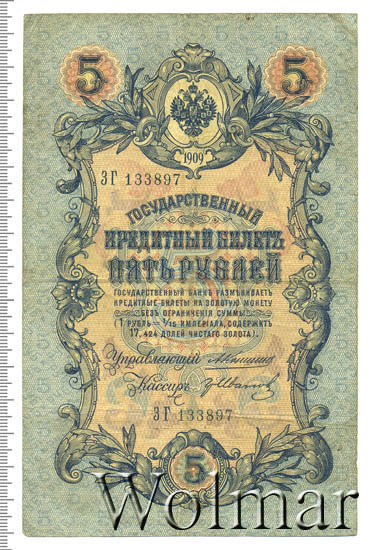 5 5
1909
ЗГ 133897
ГОСУДАРСТВЕННЫЙ
КРЕДИТНЫЙ БИЛЕТЪ
ПЯТЬ РУБЛЕЙ
ГОСУДАРСТВЕННЫЙ БАНКЪ РАЗМѢНИВАЕТЪ
КРЕДИТНЫЕ БИЛЕТЫ НА ЗОЛОТУЮ МОНЕТУ
БЕЗЪ ОГРАНИЧЕНІЯ СУММЫ
(1 РУБЛЬ = 1/15 ИМПЕРІАЛА, СОДЕРЖИТЪ
17,424 ДОЛЕЙ ЧИСТАГО ЗОЛОТА).
Управляющій
Кассиръ
ЗГ 133897
5
Wolmar